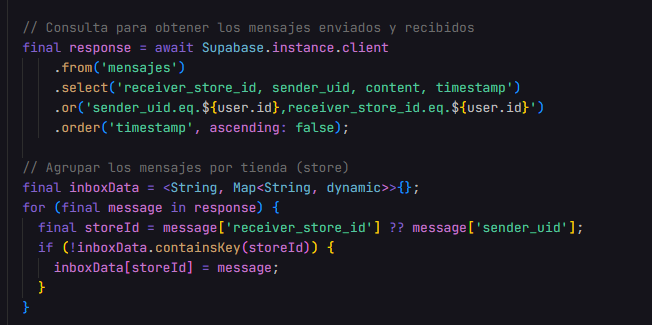 // Consulta para obtener los mensajes enviados y recibidos
final response = await Supabase.instance.client
    .from('mensajes')
    .select('receiver_store_id, sender_uid, content, timestamp')
    .or('sender_uid.eq.${user.id},receiver_store_id.eq.${user.id}')
    .order('timestamp', ascending: false);

// Agrupar los mensajes por tienda (store)
final inboxData = <String, Map<String, dynamic>>{};
for (final message in response) {
  final storeId = message['receiver_store_id'] ?? message['sender_uid'];
  if (!inboxData.containsKey(storeId)) {
    inboxData[storeId] = message;
  }
}